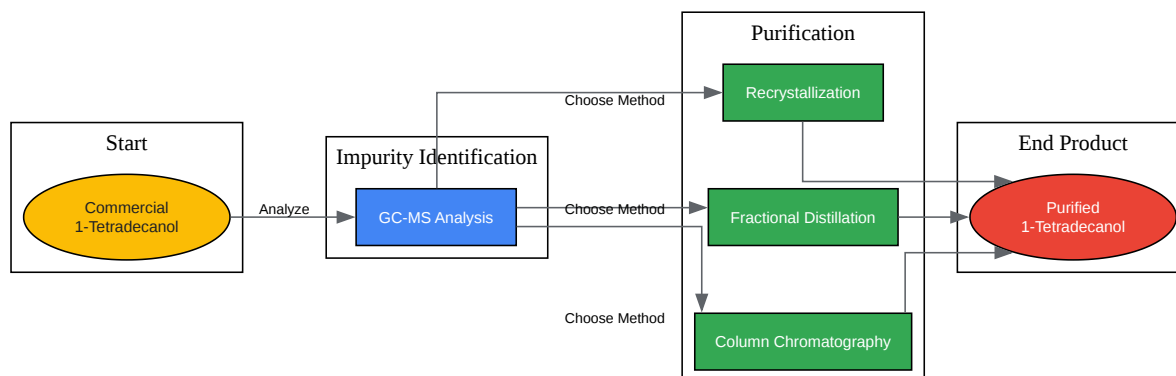 Start
Commercial
1-Tetradecanol
Analyze
Impurity Identification
GC-MS Analysis
Choose Method
Choose Method
Choose Method
Purification
Recrystallization
Fractional Distillation
Column Chromatography
End Product
Purified
1-Tetradecanol